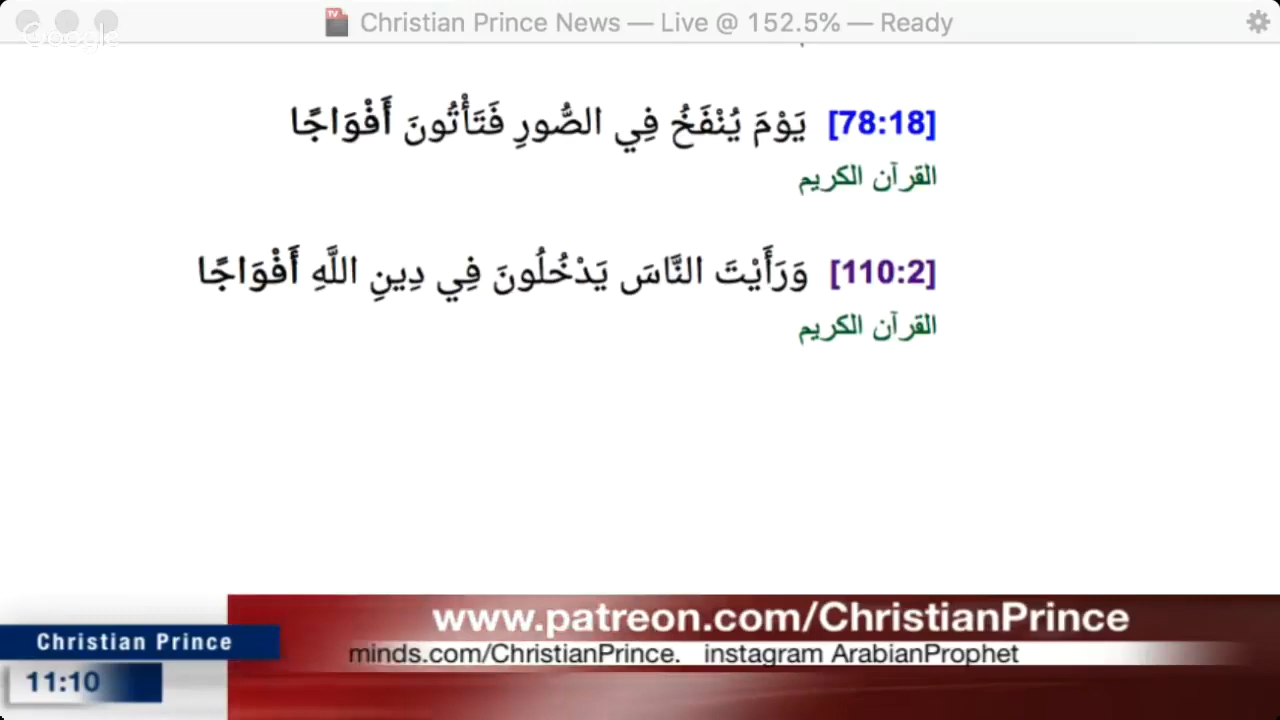 Christian Prince News — Live @ 152.5% — Ready
Google
[78:18] يَوْمَ يُنْفَخُ فِي الصُّورِ فَتَأْتُونَ أَفْوَاجًا
القرآن الكريم
[110:2] وَرَأَيْتَ النَّاسَ يَدْخُلُونَ فِي دِينِ اللَّهِ أَفْوَاجًا
القرآن الكريم
www.patreon.com/ChristianPrince
Christian Prince
minds.com/ChristianPrince. instagram ArabianProphet
11:10